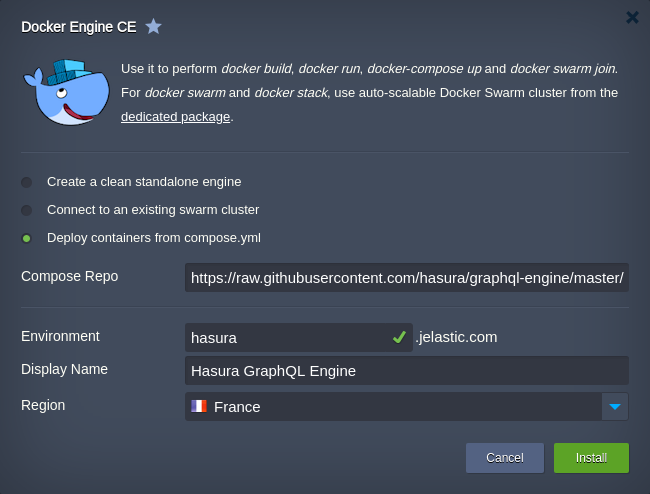 Docker Engine CE
Use it to perform docker build, docker run, docker-compose up and docker swarm join.
For docker swarm and docker stack, use auto-scalable Docker Swarm cluster from the
dedicated package.
Create a clean standalone engine
Connect to an existing swarm cluster
Deploy containers from compose.yml
Compose Repo https://raw.githubusercontent.com/hasura/graphql-engine/master/
Environment hasura .jelastic.com
Display Name Hasura GraphQL Engine
Region France
Cancel Install